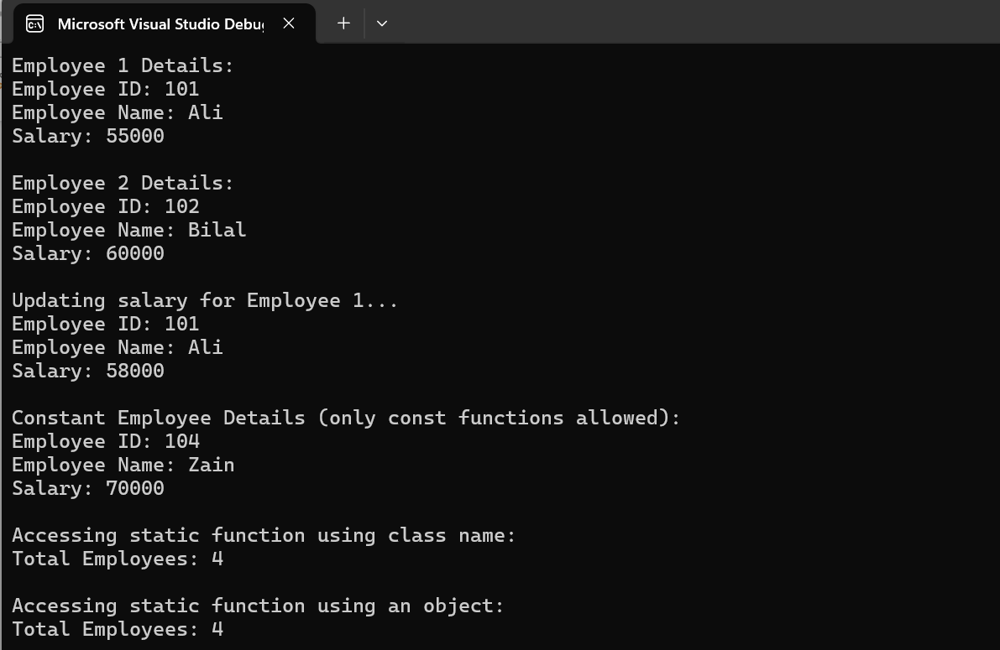 Microsoft Visual Studio Debu
Employee 1 Details:
Employee ID: 101
Employee Name: Ali
Salary: 55000
Employee 2 Details:
Employee ID: 102
Employee Name: Bilal
Salary: 60000
Updating salary for Employee 1...
Employee ID: 101
Employee Name: Ali
Salary: 58000
Constant Employee Details (only const functions allowed):
Employee ID: 104
Employee Name: Zain
Salary: 70000
Accessing static function using class name:
Total Employees: 4
Accessing static function using an object:
Total Employees: 4